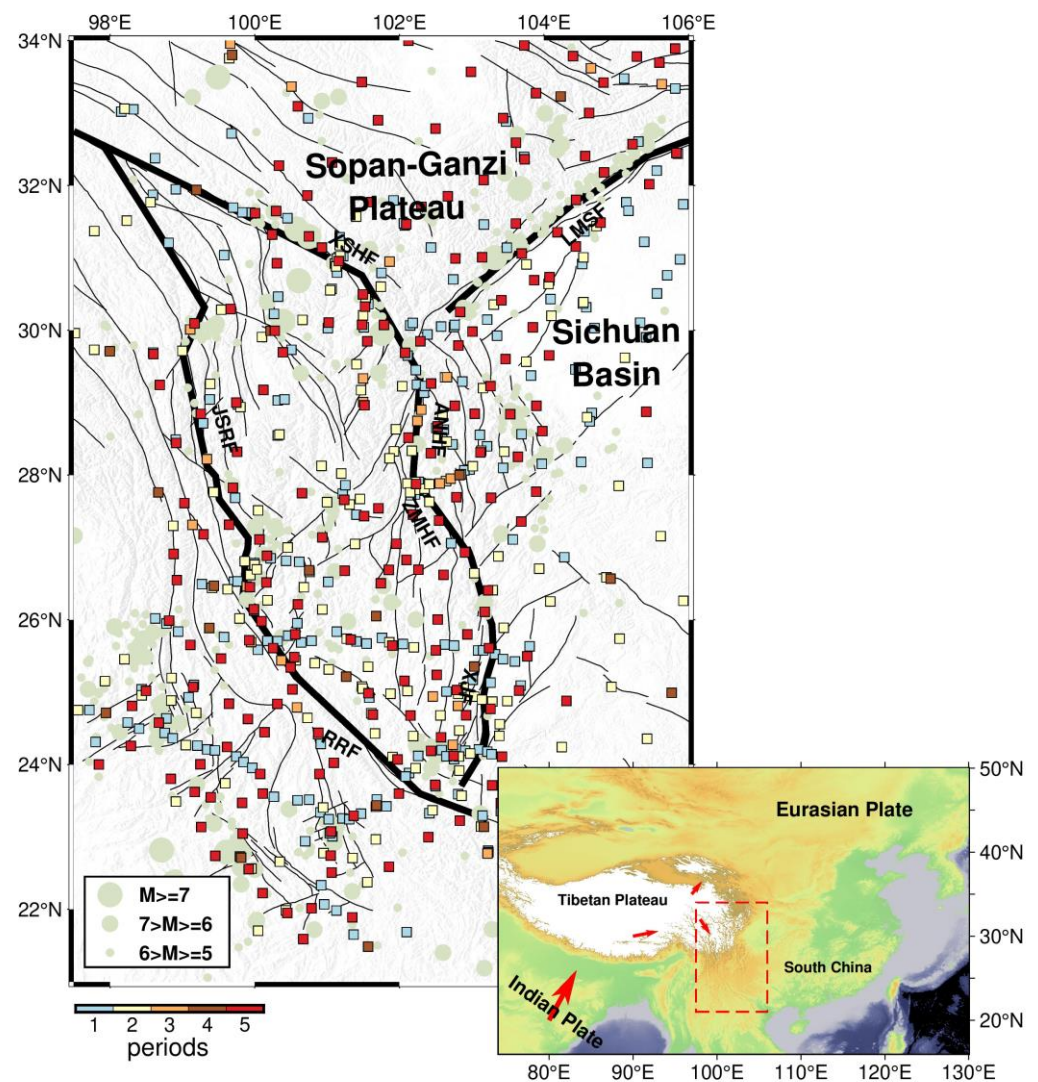 98°E 100°E 102°E 104°E 106°E
34°N
Sopan-Ganzi
Plateau
32°N
XSHF
LMSF
30°N
Sichuan
Basin
JSRF
ANHF
28°N
ZMHF
26°N
XJF
RRF
24°N
22°N
M>=7
7>M>=6
6>M>=5
1 2 3 4 5
periods
50°N
Eurasian Plate
40°N
Tibetan Plateau
30°N
South China
Indian Plate
20°N
80°E 90°E 100°E 110°E 120°E 130°E